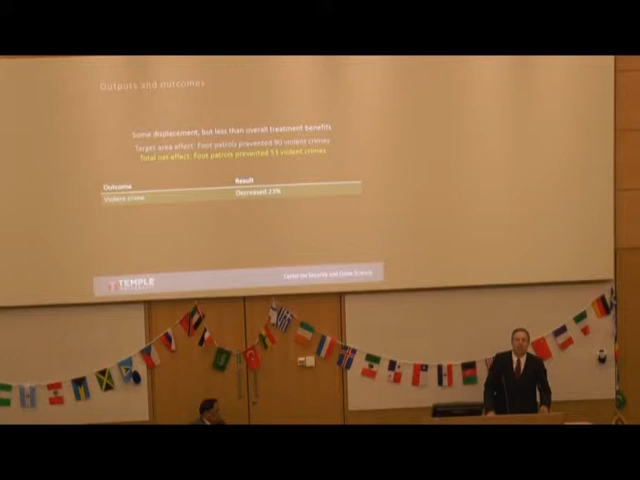 Outputs and outcomes
Some displacement, but less than overall treatment benefits
Target area effect: Foot patrols prevented 90 violent crimes
Total net effect: Foot patrols prevented 53 violent crimes
Outcome Result
Violent crime Decreased 23%
TEMPLE
UNIVERSITY
Center for Security and Crime Science